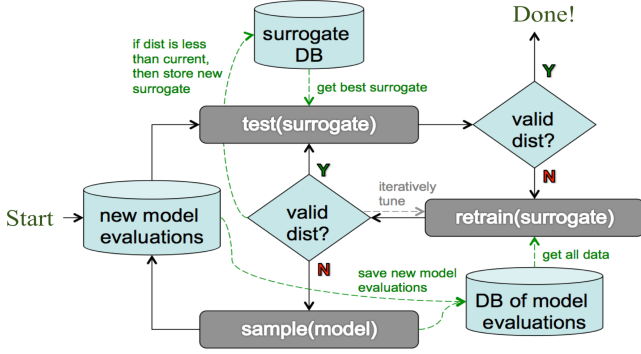 Done!
if dist is less
than current,
then store new
surrogate
surrogate
DB
get best surrogate
Y
test(surrogate)
valid
dist?
Y
N
iteratively
tune
Start
new model
evaluations
valid
dist?
retrain(surrogate)
N
get all data
save new model
evaluations
DB of model
evaluations
sample(model)